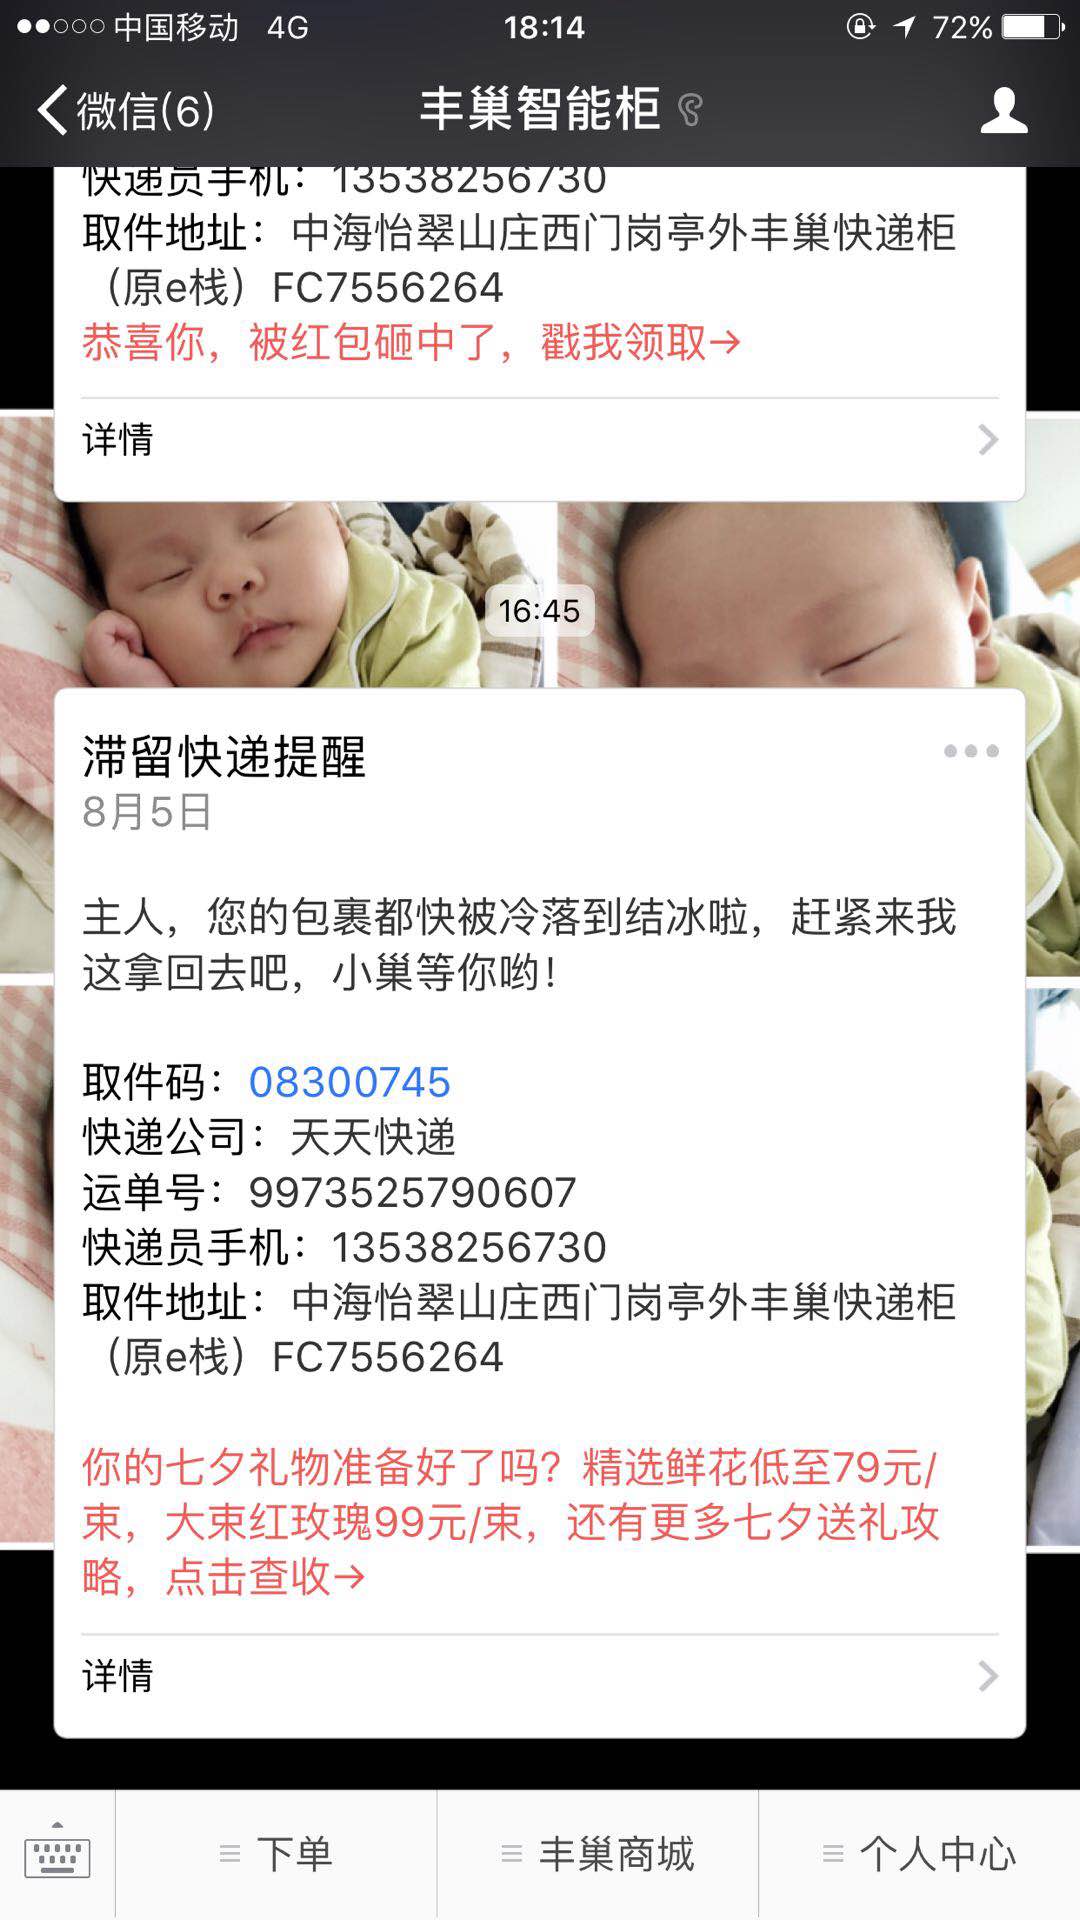 中国移动 4G 18:14 72%
微信(6) 丰巢智能柜
快递员手机：13538256730
取件地址：中海怡翠山庄西门岗亭外丰巢快递柜
（原e栈）FC7556264
恭喜你，被红包砸中了，戳我领取→
详情
16:45
滞留快递提醒
8月5日
主人，您的包裹都快被冷落到结冰啦，赶紧来我
这拿回去吧，小巢等你哟！
取件码：08300745
快递公司：天天快递
运单号：9973525790607
快递员手机：13538256730
取件地址：中海怡翠山庄西门岗亭外丰巢快递柜
（原e栈）FC7556264
你的七夕礼物准备好了吗？精选鲜花低至79元/
束，大束红玫瑰99元/束，还有更多七夕送礼攻
略，点击查收→
详情
下单 丰巢商城 个人中心